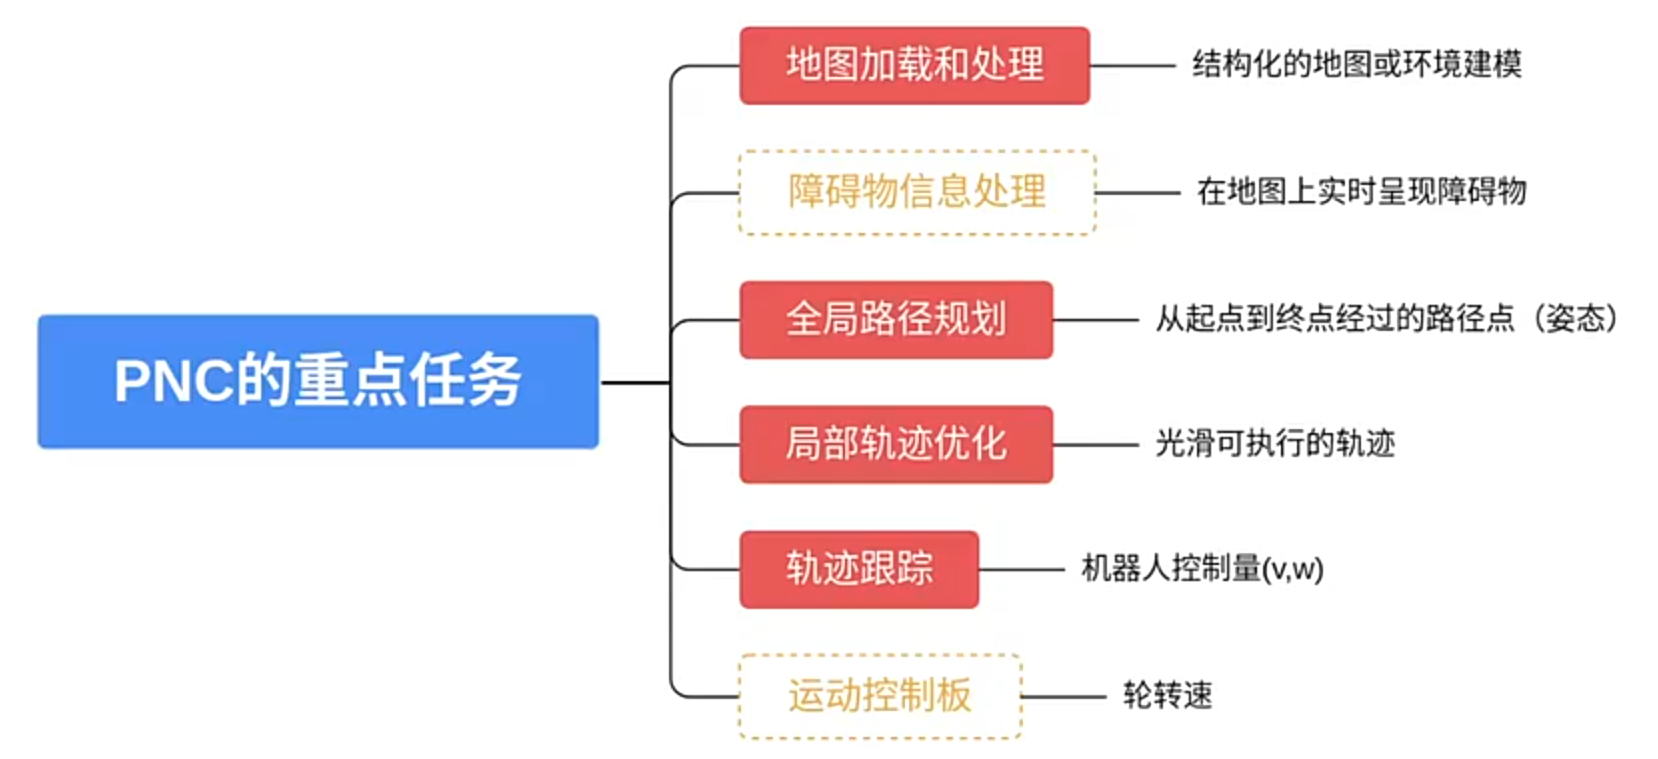 地图加载和处理
结构化的地图或环境建模
障碍物信息处理
在地图上实时呈现障碍物
全局路径规划
从起点到终点经过的路径点（姿态）
PNC的重点任务
局部轨迹优化
光滑可执行的轨迹
轨迹跟踪
机器人控制量(v,w)
运动控制板
轮转速